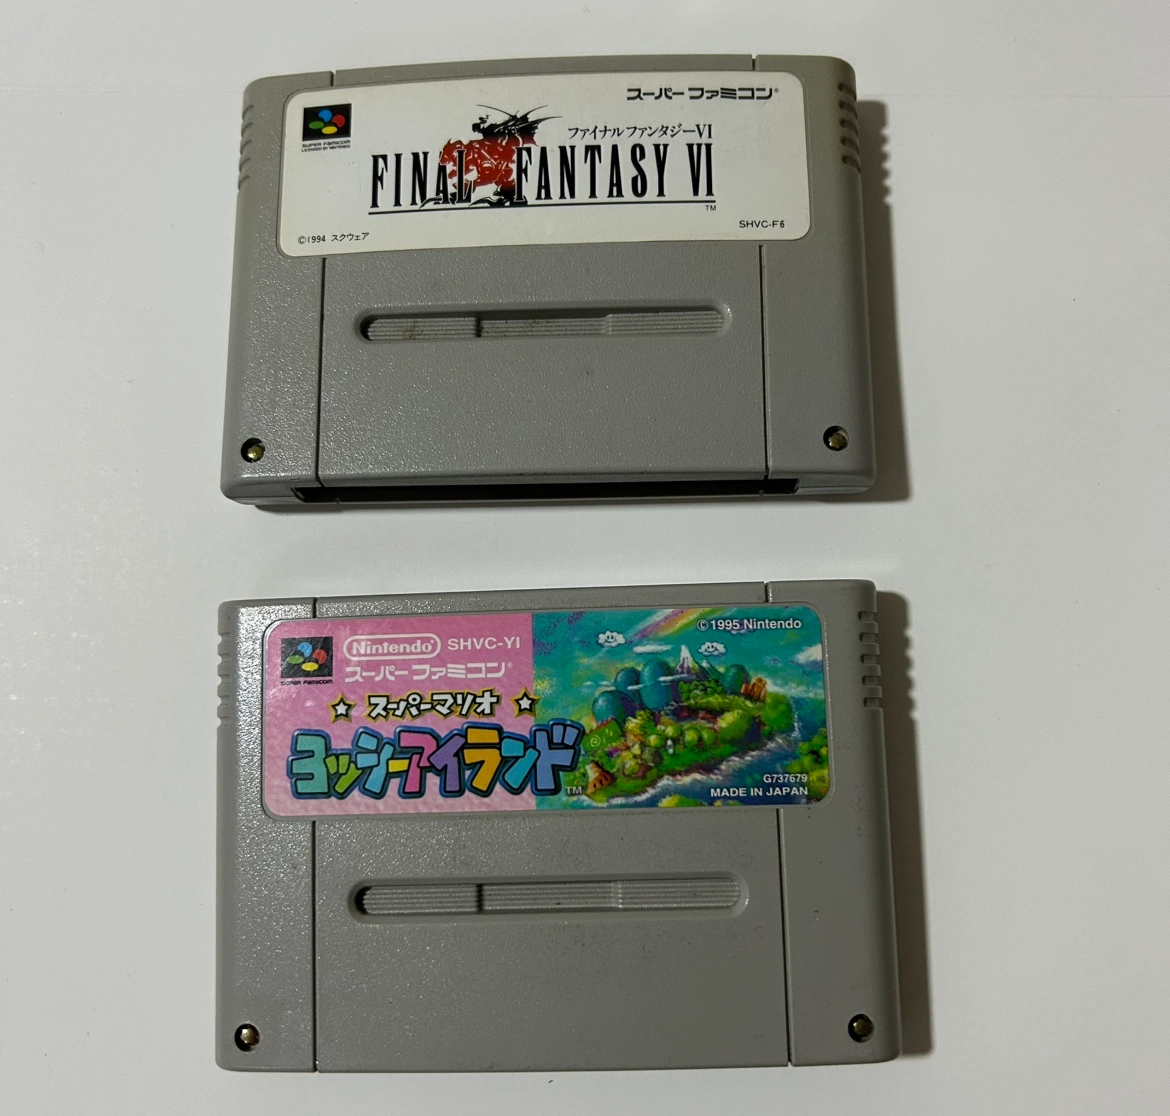 スーパーファミコン®
SUPER FAMICOM
LICENSED BY NINTENDO
ファイナルファンタジーVI
FINAL FANTASY VI
TM
SHVC-F6
©1994 スクウェア
©1995 Nintendo
Nintendo® SHVC-YI
SUPER FAMICOM
スーパーファミコン®
スーパーマリオ
ヨッシーアイランド
TM
G737679
MADE IN JAPAN